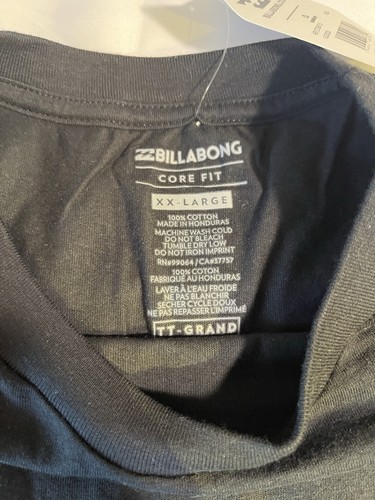 BILLABONG
CORE FIT
XX-LARGE
100% COTTON
MADE IN HONDURAS
MACHINE WASH COLD
DO NOT BLEACH
TUMBLE DRY LOW
DO NOT IRON IMPRINT
RN#99064 / CA#37757
100% COTON
FABRIQUE AU HONDURAS
LAVER À L'EAU FROIDE
NE PAS BLANCHIR
SECHER CYCLE DOUX
NE PAS REPASSER L'IMPRIMÉ
TT-GRAND